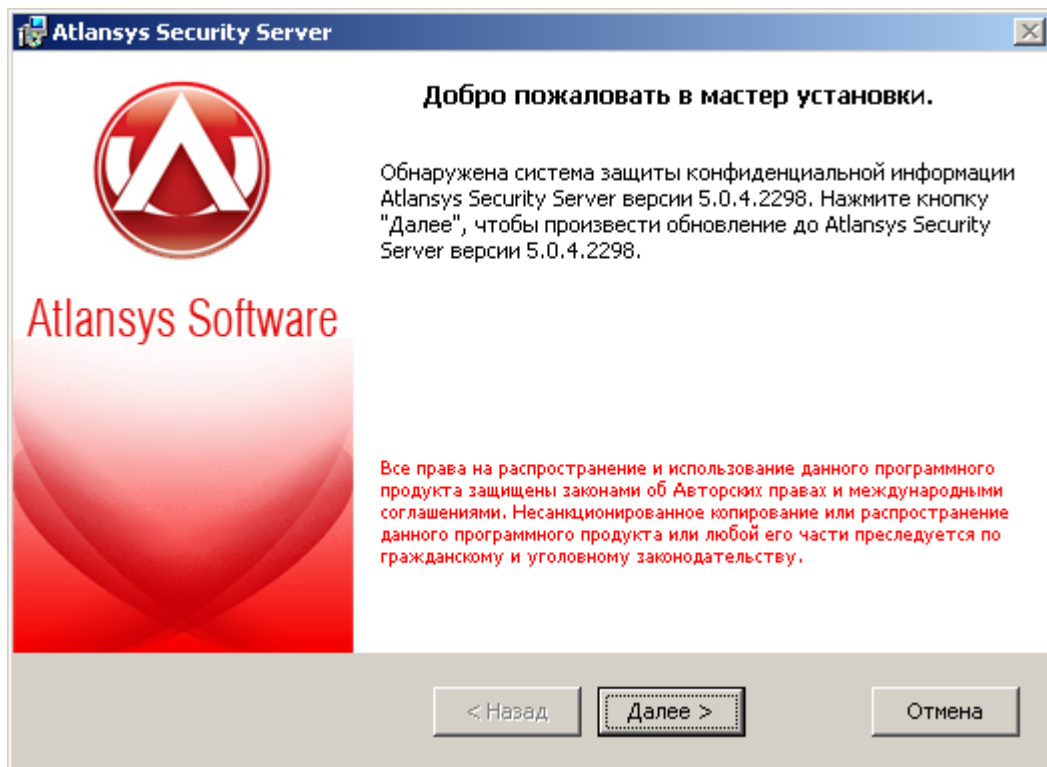 Atlansys Security Server
Добро пожаловать в мастер установки.
Обнаружена система защиты конфиденциальной информации
Atlansys Security Server версии 5.0.4.2298. Нажмите кнопку
"Далее", чтобы произвести обновление до Atlansys Security
Server версии 5.0.4.2298.
Atlansys Software
Все права на распространение и использование данного программного
продукта защищены законами об Авторских правах и международными
соглашениями. Несанкционированное копирование или распространение
данного программного продукта или любой его части преследуется по
гражданскому и уголовному законодательству.
< Назад
Далее >
Отмена